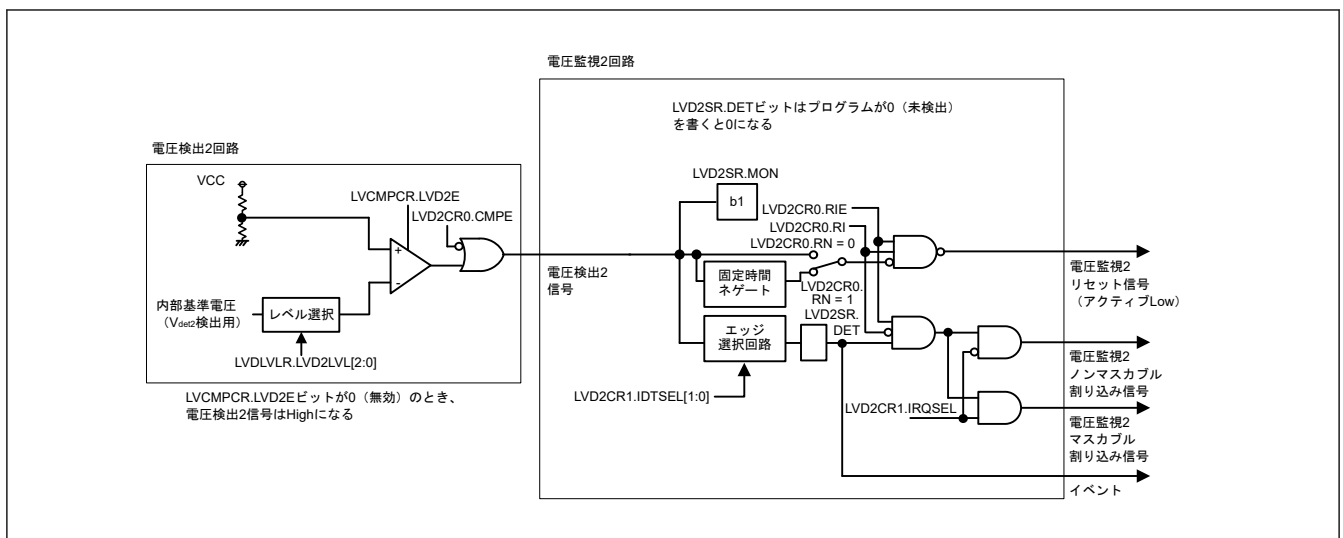 電圧監視2回路
LVD2SR.DETビットはプログラムが0（未検出）
を書くと0になる
電圧検出2回路
VCC
LVCMPCR.LVD2E
LVD2CR0.CMPE
内部基準電圧
（Vdet2検出用）
レベル選択
LVDLVLR.LVD2LVL[2:0]
LVCMPCR.LVD2Eビットが0（無効）のとき、
電圧検出2信号はHighになる
電圧検出2
信号
LVD2SR.MON
b1
LVD2CR0.RIE
LVD2CR0.RI
LVD2CR0.RN = 0
固定時間
ネゲート
LVD2CR0.
RN = 1
LVD2SR.
DET
エッジ
選択回路
LVD2CR1.IDTSEL[1:0]
LVD2CR1.IRQSEL
電圧監視2
リセット信号
（アクティブLow）
電圧監視2
ノンマスカブル
割り込み信号
電圧監視2
マスカブル
割り込み信号
イベント